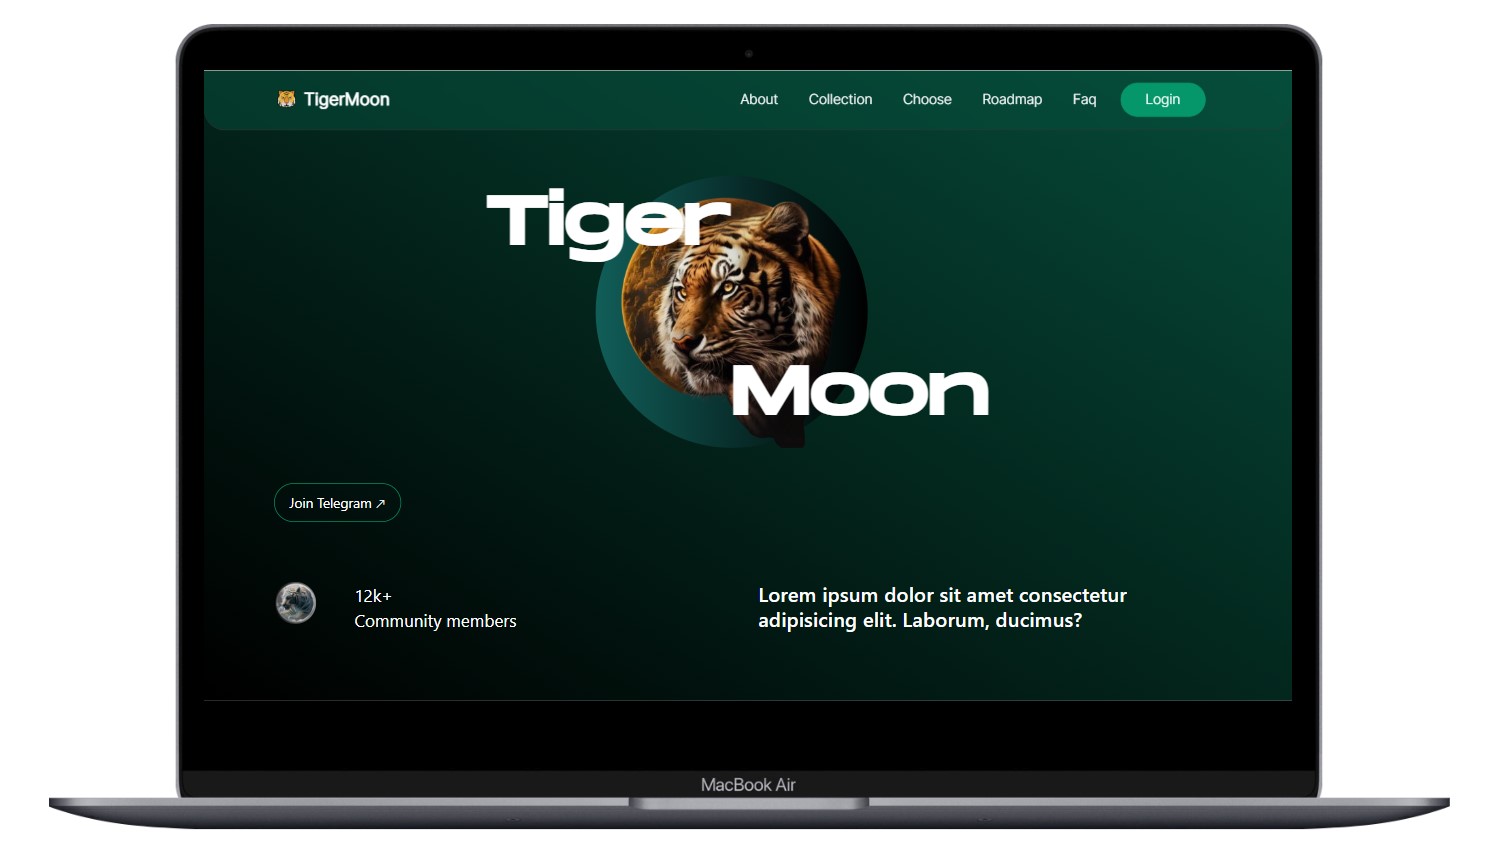 TigerMoon
About
Collection
Choose
Roadmap
Faq
Login
Tiger
Moon
Join Telegram ↗
12k+
Community members
Lorem ipsum dolor sit amet consectetur
adipisicing elit. Laborum, ducimus?
MacBook Air